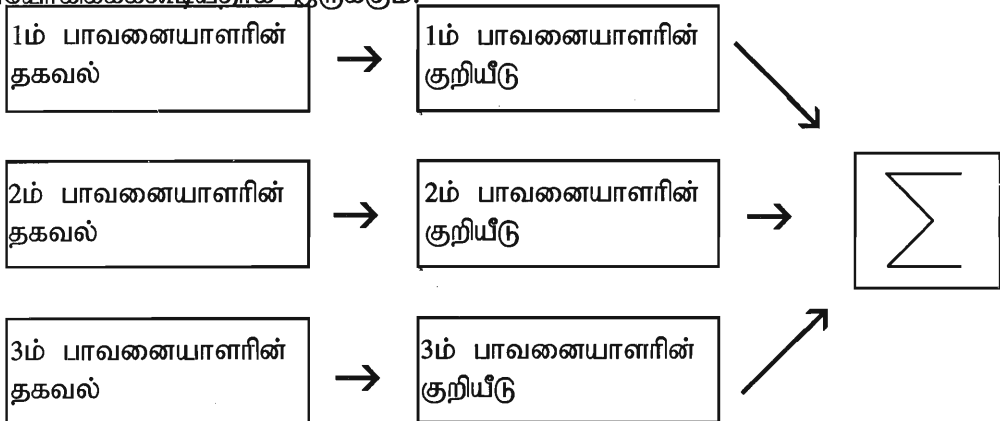 1ம் பாவனையாளரின்
தகவல்
1ம் பாவனையாளரின்
குறியீடு
2ம் பாவனையாளரின்
தகவல்
2ம் பாவனையாளரின்
குறியீடு
Σ
3ம் பாவனையாளரின்
தகவல்
3ம் பாவனையாளரின்
குறியீடு